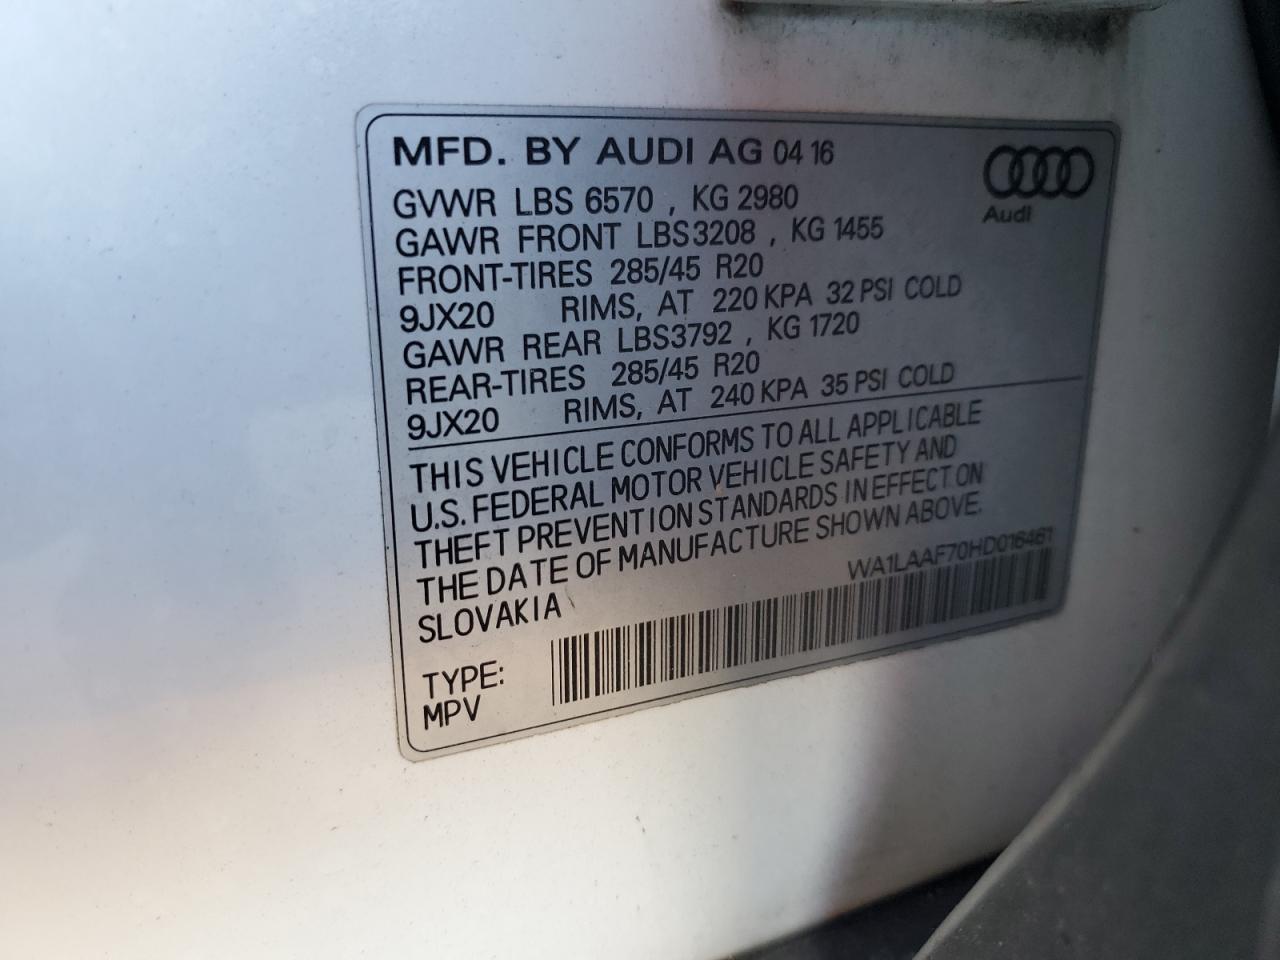 MFD. BY AUDI AG 04 16
Audi
GVWR LBS 6570 , KG 2980
GAWR FRONT LBS3208 , KG 1455
FRONT-TIRES 285/45 R20
9JX20 RIMS, AT 220 KPA 32 PSI COLD
GAWR REAR LBS3792 , KG 1720
REAR-TIRES 285/45 R20
9JX20 RIMS, AT 240 KPA 35 PSI COLD
THIS VEHICLE CONFORMS TO ALL APPLICABLE
U.S. FEDERAL MOTOR VEHICLE SAFETY AND
THEFT PREVENTION STANDARDS IN EFFECT ON
THE DATE OF MANUFACTURE SHOWN ABOVE.
SLOVAKIA
WA1LAAF70HD016461
TYPE:
MPV